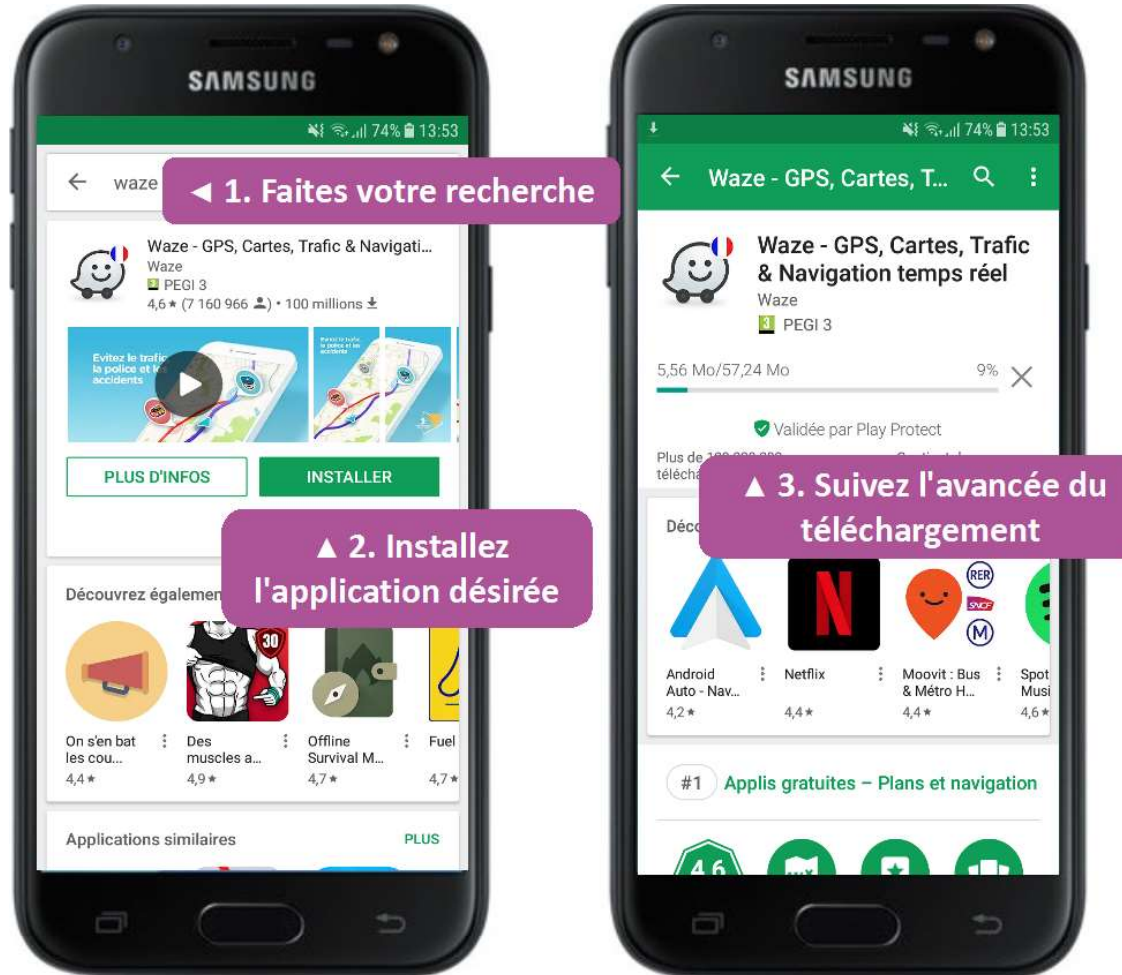 SAMSUNG
74% 13:53
waze
◄ 1. Faites votre recherche
Waze - GPS, Cartes, Trafic & Navigati...
Waze
3 PEGI 3
4,6★ (7 160 966) • 100 millions
Evitez le trafic
la police et les
accidents
PLUS D'INFOS
INSTALLER
▲ 2. Installez
l'application désirée
Découvrez égalemen
30
On s'en bat
les cou...
4,4★
Des
muscles a...
4,9★
Offline
Survival M...
4,7★
Fuel
4,7★
Applications similaires
PLUS
SAMSUNG
74% 13:53
Waze - GPS, Cartes, T...
Waze - GPS, Cartes, Trafic
& Navigation temps réel
Waze
3 PEGI 3
5,56 Mo/57,24 Mo
9%
Validée par Play Protect
Plus de
téléch
▲ 3. Suivez l'avancée du
téléchargement
Déco
N
RER
SNCF
M
Android
Auto - Nav...
4,2★
Netflix
4,4★
Moovit : Bus
& Métro H...
4,4★
Spot
Musi
4,6★
#1 Applis gratuites – Plans et navigation
4,6